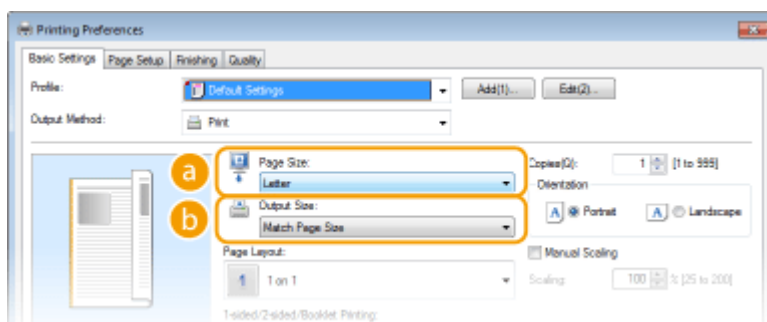 Printing Preferences
Basic Settings Page Setup Finishing Quality
Profile: Default Settings Add(1)... Edit(2)...
Output Method: Print
a Page Size: Copies(Q): 1 [1 to 999]
Letter Orientation
b Output Size: A Portrait A Landscape
Match Page Size
Page Layout: Manual Scaling
1 1 on 1 Scaling: 100 % [25 to 200]
1-sided/2-sided/Booklet Printing: